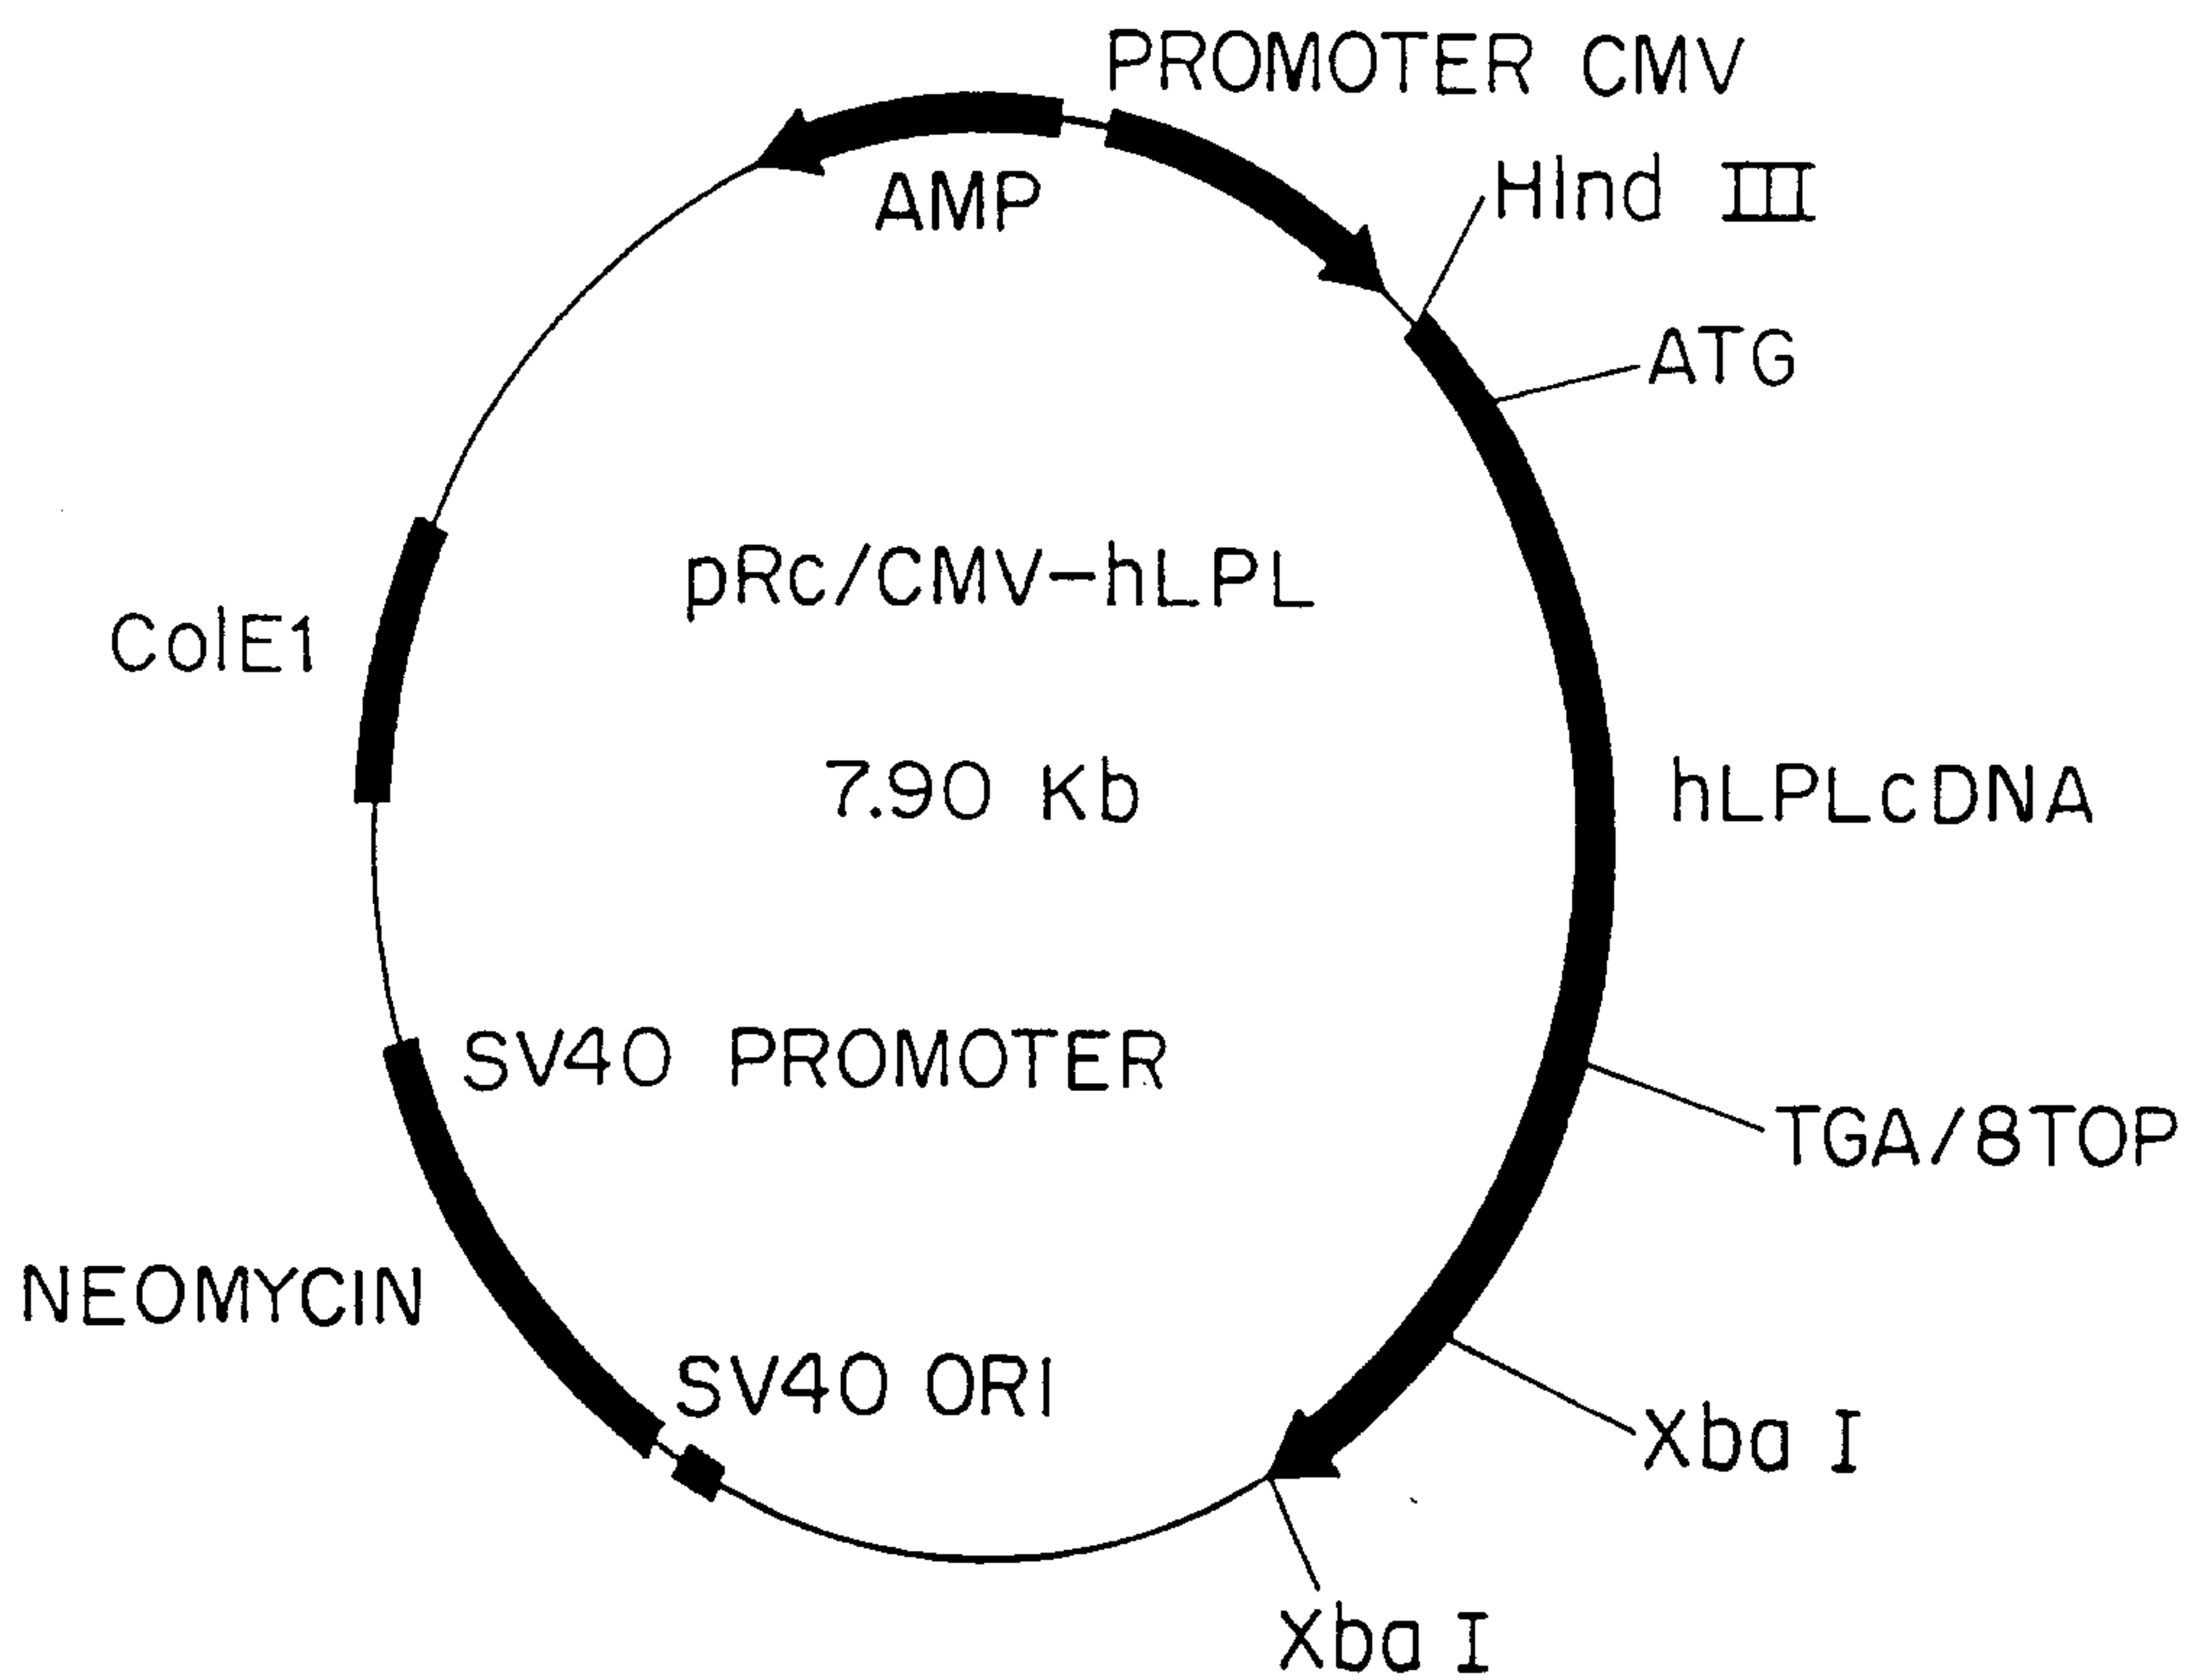 PROMOTER CMV
HInd III
AMP
ATG
pRc/CMV-hLPL
ColE1
7.90 Kb
hLPLcDNA
SV40 PROMOTER
TGA/8TOP
NEOMYCIN
SV40 ORI
Xba I
Xba I